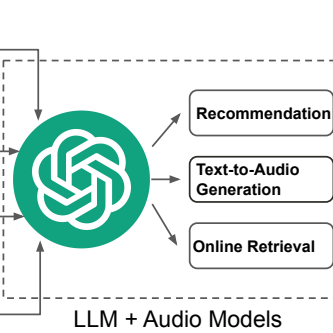 Recommendation
Text-to-Audio
Generation
Online Retrieval
LLM + Audio Models